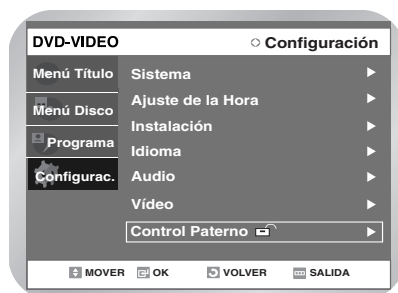 DVD-VIDEO Configuración
Menú Título
Menú Disco
Programa
Configurac.
Sistema
Ajuste de la Hora
Instalación
Idioma
Audio
Vídeo
Control Paterno
MOVER OK VOLVER SALIDA